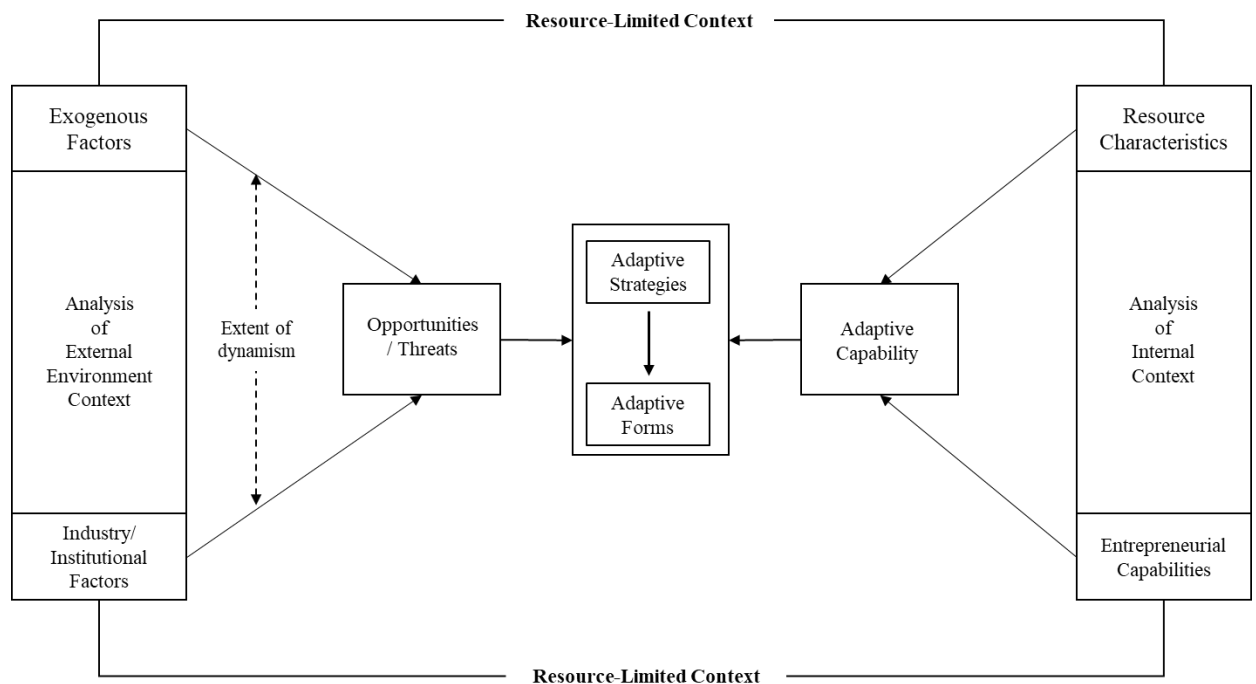 Resource-Limited Context
Exogenous
Factors
Analysis
of
External
Environment
Context
Industry/
Institutional
Factors
Extent of
dynamism
Opportunities
/ Threats
Adaptive
Strategies
Adaptive
Forms
Adaptive
Capability
Resource
Characteristics
Analysis
of
Internal
Context
Entrepreneurial
Capabilities
Resource-Limited Context